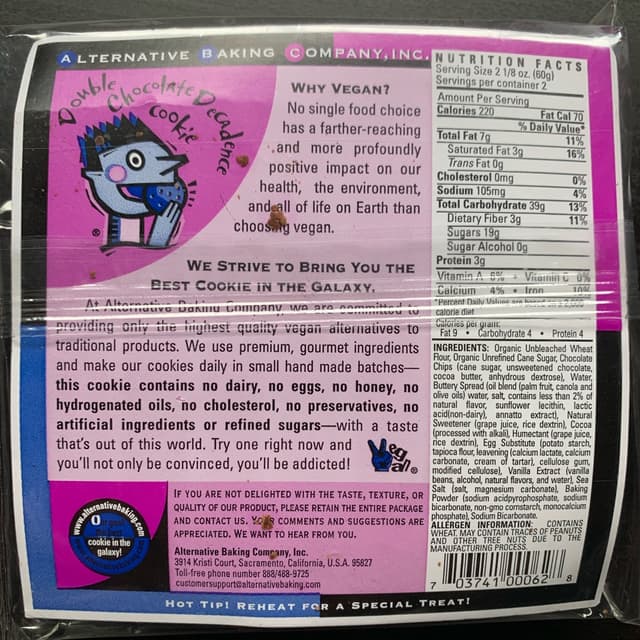 ALTERNATIVE BAKING COMPANY, INC.
Double Chocolate Decadence
Cookie
®
WHY VEGAN?
No single food choice
has a farther-reaching
and more profoundly
positive impact on our
health, the environment,
and all of life on Earth than
choosing vegan.
WE STRIVE TO BRING YOU THE
BEST COOKIE IN THE GALAXY.
At Alternative Baking Company, we are committed to
providing only the highest quality vegan alternatives to
traditional products. We use premium, gourmet ingredients
and make our cookies daily in small hand made batches—
this cookie contains no dairy, no eggs, no honey, no
hydrogenated oils, no cholesterol, no preservatives, no
artificial ingredients or refined sugars—with a taste
that's out of this world. Try one right now and
you'll not only be convinced, you'll be addicted!
Veg all ®
www.alternativebaking.com
cookie in the
galaxy!
IF YOU ARE NOT DELIGHTED WITH THE TASTE, TEXTURE, OR
QUALITY OF OUR PRODUCT, PLEASE RETAIN THE ENTIRE PACKAGE
AND CONTACT US. YOUR COMMENTS AND SUGGESTIONS ARE
APPRECIATED. WE WANT TO HEAR FROM YOU.
Alternative Baking Company, Inc.
3914 Kristi Court, Sacramento, California, U.S.A. 95827
Toll-free phone number 888/488-9725
customersupport@alternativebaking.com
HOT TIP! REHEAT FOR A SPECIAL TREAT!
NUTRITION FACTS
Serving Size 2 1/8 oz. (60g)
Servings per container 2
Amount Per Serving
Calories 220 Fat Cal 70
% Daily Value*
Total Fat 7g 11%
Saturated Fat 3g 16%
Trans Fat 0g
Cholesterol 0mg 0%
Sodium 105mg 4%
Total Carbohydrate 39g 13%
Dietary Fiber 3g 11%
Sugars 19g
Sugar Alcohol 0g
Protein 3g
Vitamin A 6% • Vitamin C 0%
Calcium 4% • Iron 10%
*Percent Daily Values are based on a 2,000
calorie diet
Calories per gram:
Fat 9 • Carbohydrate 4 • Protein 4
INGREDIENTS: Organic Unbleached Wheat
Flour, Organic Unrefined Cane Sugar, Chocolate
Chips (cane sugar, unsweetened chocolate,
cocoa butter, anhydrous dextrose), Water,
Buttery Spread (oil blend (palm fruit, canola and
olive oils) water, salt, contains less than 2% of
natural flavor, sunflower lecithin, lactic
acid(non-dairy), annatto extract), Natural
Sweetener (grape juice, rice dextrin), Cocoa
(processed with alkali), Humectant (grape juice,
rice dextrin), Egg Substitute (potato starch,
tapioca flour, leavening (calcium lactate, calcium
carbonate, cream of tartar), cellulose gum,
modified cellulose), Vanilla Extract (vanilla
beans, alcohol, natural flavors, and water), Sea
Salt (salt, magnesium carbonate), Baking
Powder (sodium acidpyrophosphate, sodium
bicarbonate, non-gmo cornstarch, monocalcium
phosphate), Sodium Bicarbonate.
ALLERGEN INFORMATION: CONTAINS
WHEAT. MAY CONTAIN TRACES OF PEANUTS
AND OTHER TREE NUTS DUE TO THE
MANUFACTURING PROCESS.
7 03741 00062 8